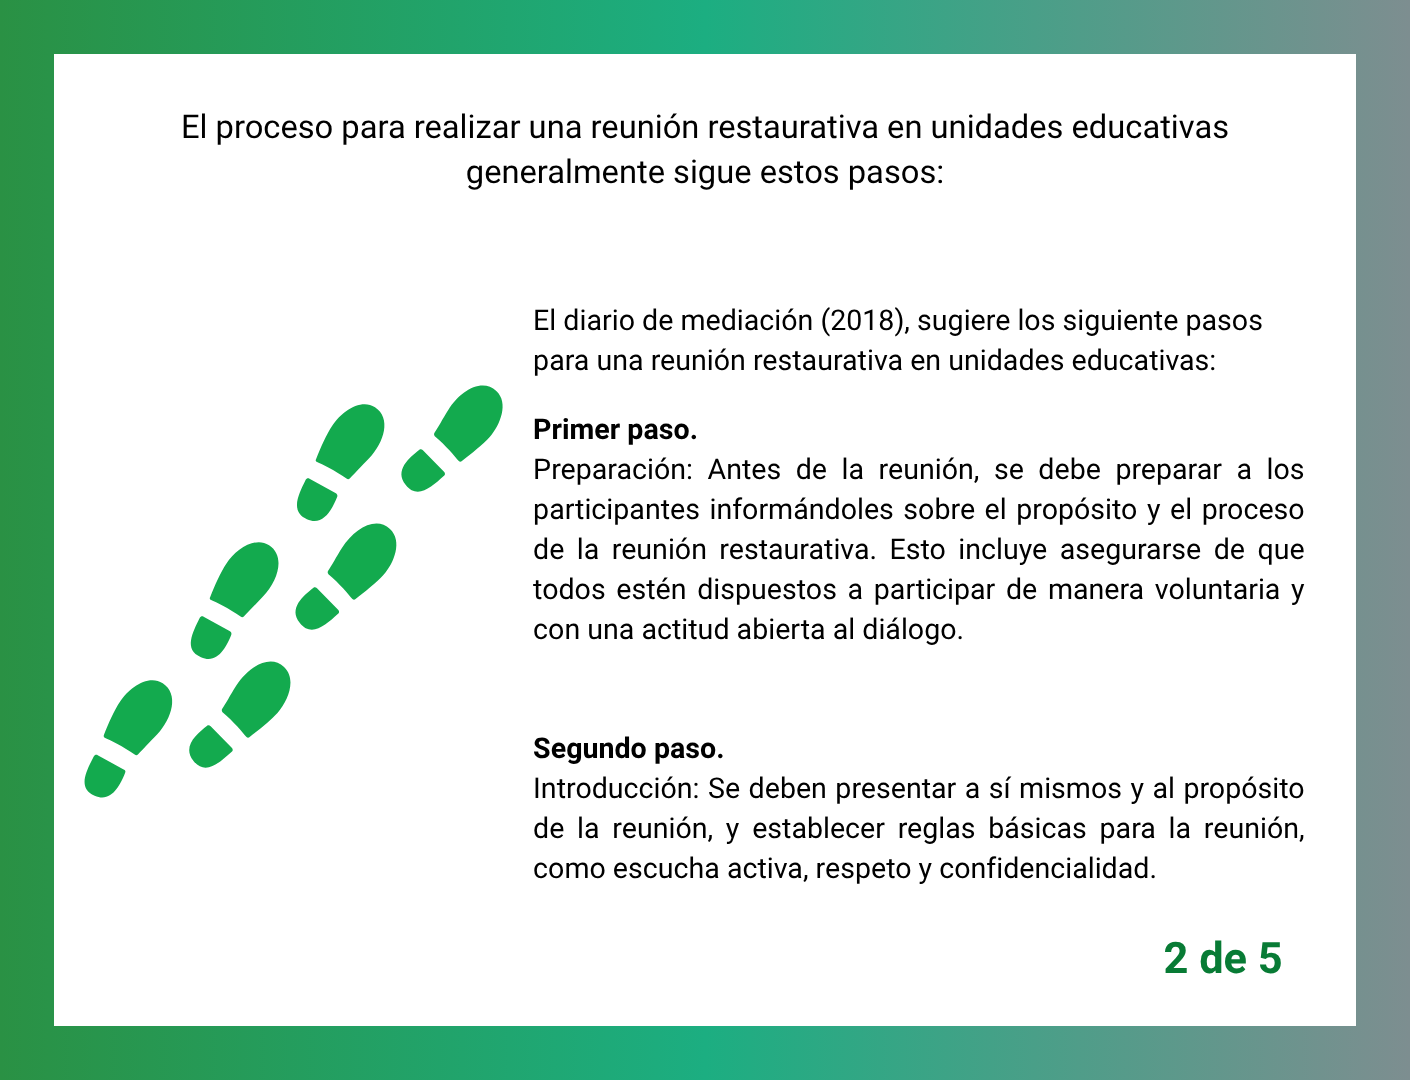 El proceso para realizar una reunión restaurativa en unidades educativas
generalmente sigue estos pasos:
El diario de mediación (2018), sugiere los siguiente pasos
para una reunión restaurativa en unidades educativas:
Primer paso.
Preparación: Antes de la reunión, se debe preparar a los
participantes informándoles sobre el propósito y el proceso
de la reunión restaurativa. Esto incluye asegurarse de que
todos estén dispuestos a participar de manera voluntaria y
con una actitud abierta al diálogo.
Segundo paso.
Introducción: Se deben presentar a sí mismos y al propósito
de la reunión, y establecer reglas básicas para la reunión,
como escucha activa, respeto y confidencialidad.
2 de 5